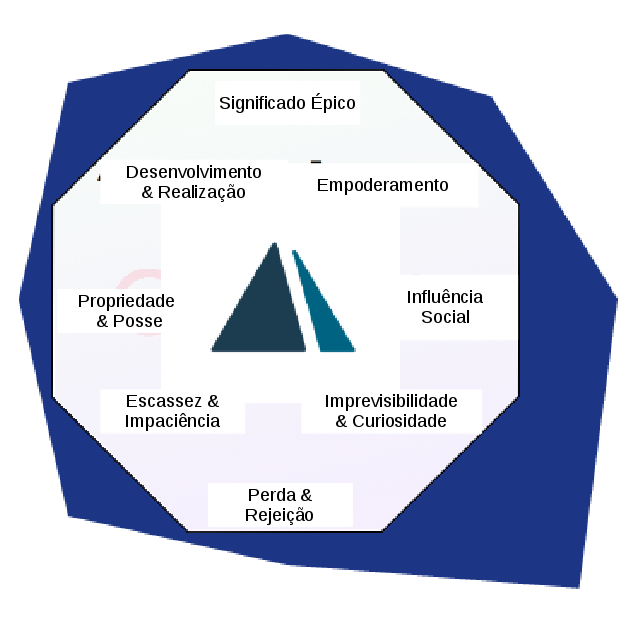 Significado Épico
Desenvolvimento
& Realização
Empoderamento
Propriedade
& Posse
Influência
Social
Escassez &
Impaciência
Imprevisibilidade
& Curiosidade
Perda &
Rejeição